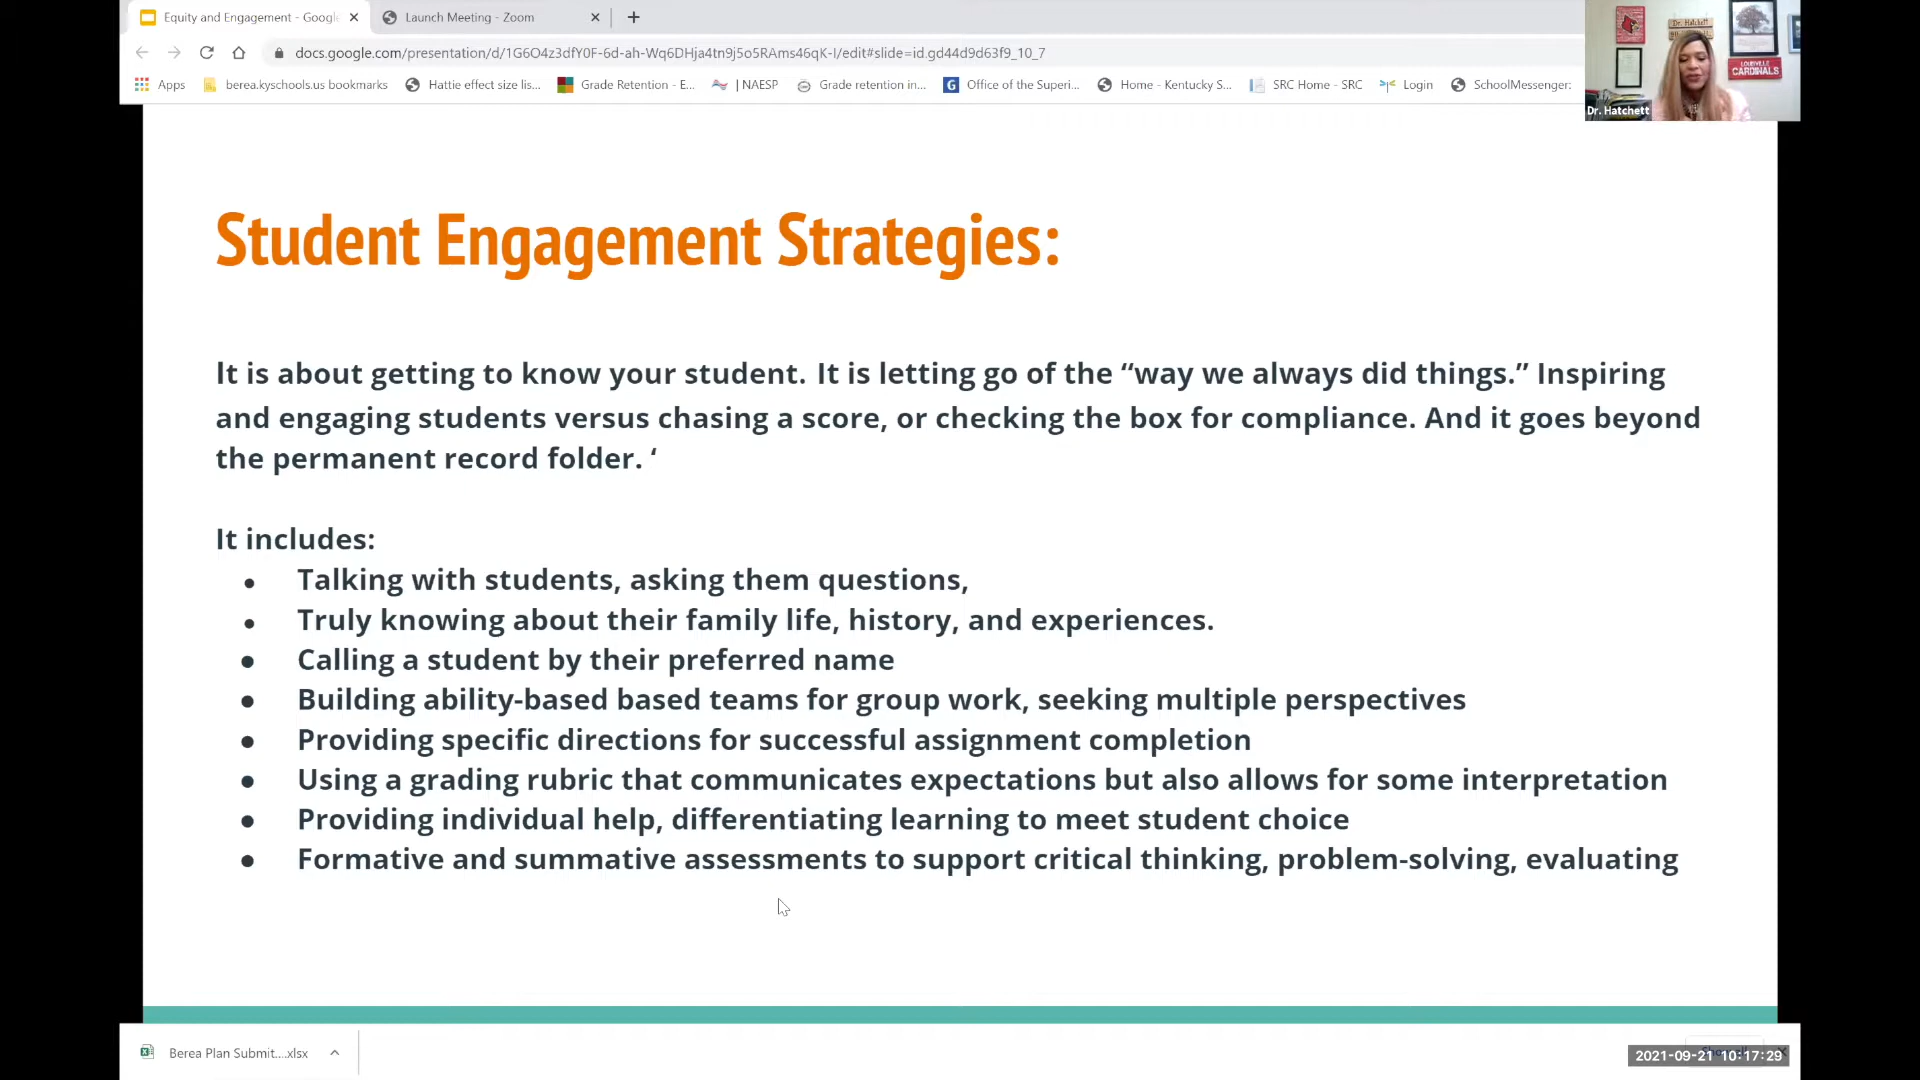 Equity and Engagement - Google
Launch Meeting - Zoom
docs.google.com/presentation/d/1G6O4z3dfY0F-6d-ah-Wq6DHja4tn9j5o5RAms46qK-I/edit#slide=id.gd44d9d63f9_10_7
Apps
berea.kyschools.us bookmarks
Hattie effect size lis...
Grade Retention - E...
| NAESP
Grade retention in...
Office of the Superi...
Home - Kentucky S...
SRC Home - SRC
Login
SchoolMessenger:
Dr. Hatchett
LOUISVILLE
CARDINALS
Dr. Hatchett
Student Engagement Strategies:
It is about getting to know your student. It is letting go of the “way we always did things.” Inspiring
and engaging students versus chasing a score, or checking the box for compliance. And it goes beyond
the permanent record folder. ‘
It includes:
● Talking with students, asking them questions,
● Truly knowing about their family life, history, and experiences.
● Calling a student by their preferred name
● Building ability-based based teams for group work, seeking multiple perspectives
● Providing specific directions for successful assignment completion
● Using a grading rubric that communicates expectations but also allows for some interpretation
● Providing individual help, differentiating learning to meet student choice
● Formative and summative assessments to support critical thinking, problem-solving, evaluating
Berea Plan Submit....xlsx
2021-09-21 10:17:29